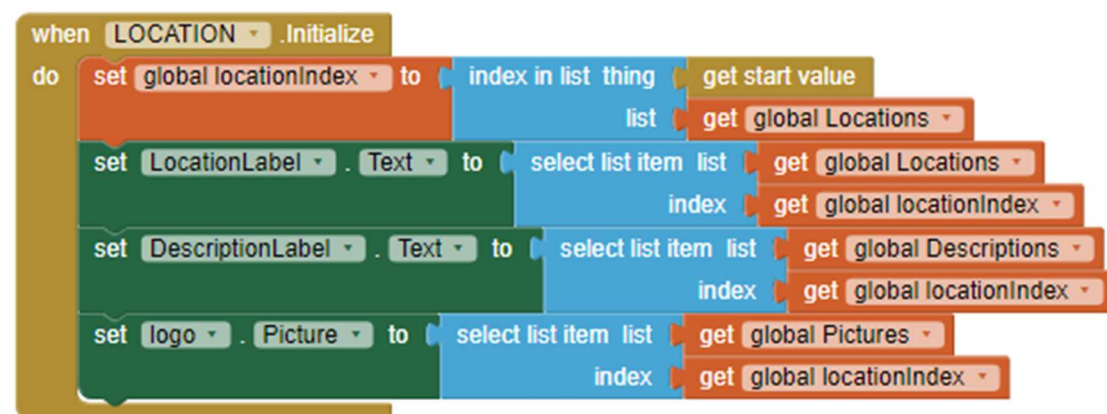 when LOCATION .Initialize
do set global locationIndex to index in list thing get start value
list get global Locations
set LocationLabel . Text to select list item list get global Locations
index get global locationIndex
set DescriptionLabel . Text to select list item list get global Descriptions
index get global locationIndex
set logo . Picture to select list item list get global Pictures
index get global locationIndex